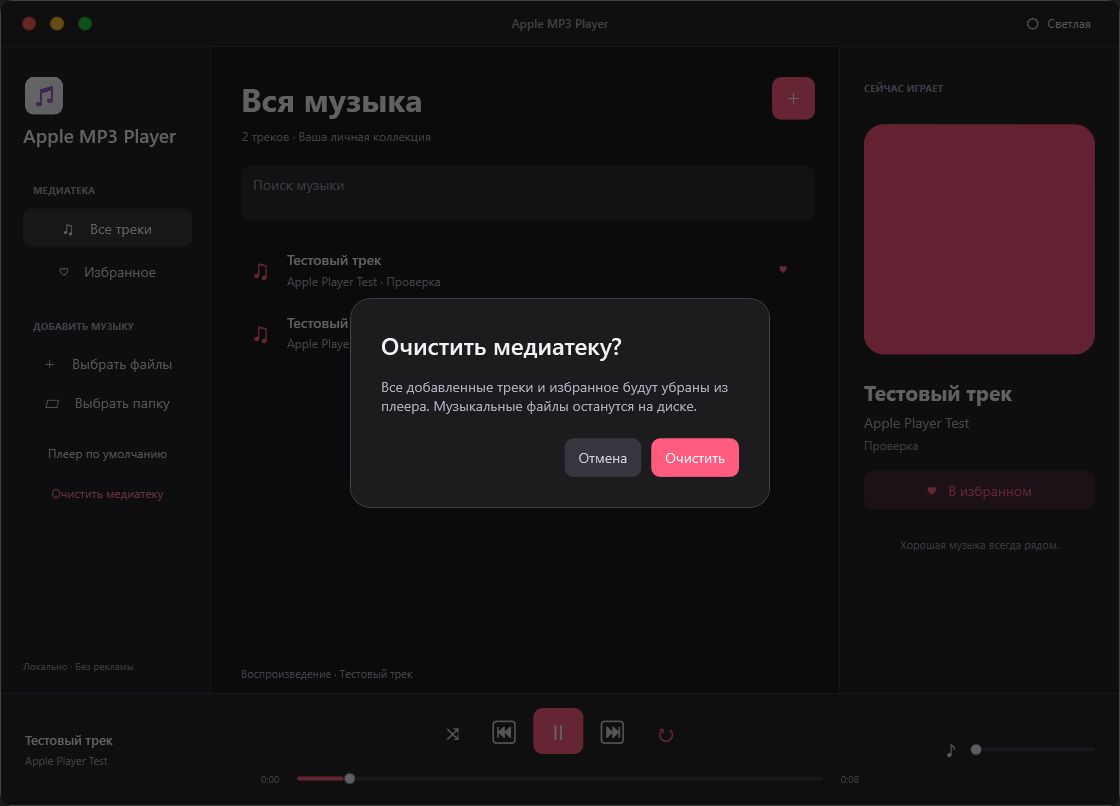 Apple MP3 Player
Светлая
Apple MP3 Player
МЕДИАТЕКА
Все треки
Избранное
ДОБАВИТЬ МУЗЫКУ
Выбрать файлы
Выбрать папку
Плеер по умолчанию
Очистить медиатеку
Локально · Без рекламы
Вся музыка
2 треков · Ваша личная коллекция
Поиск музыки
Тестовый трек
Apple Player Test · Проверка
Тестовый
Apple Playe
Очистить медиатеку?
Все добавленные треки и избранное будут убраны из
плеера. Музыкальные файлы останутся на диске.
Отмена
Очистить
Воспроизведение · Тестовый трек
СЕЙЧАС ИГРАЕТ
Тестовый трек
Apple Player Test
Проверка
В избранном
Хорошая музыка всегда рядом.
Тестовый трек
Apple Player Test
0:00
0:08